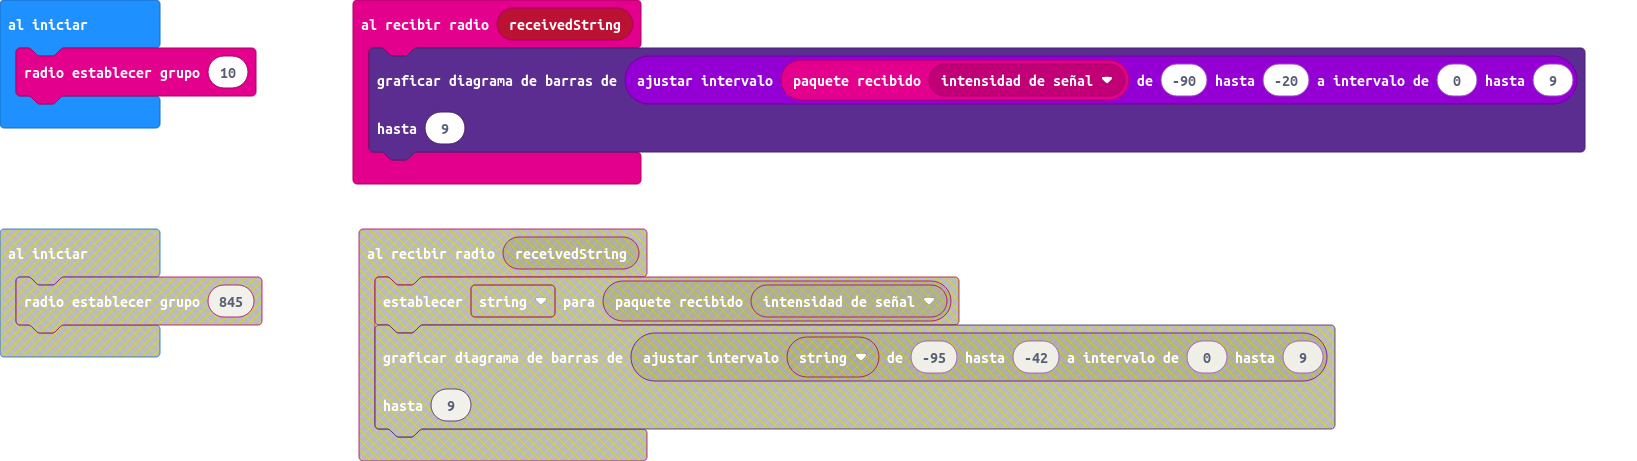 al iniciar
radio establecer grupo 10
al recibir radio receivedString
graficar diagrama de barras de ajustar intervalo paquete recibido intensidad de señal de -90 hasta -20 a intervalo de 0 hasta 9
hasta 9
al iniciar
radio establecer grupo 845
al recibir radio receivedString
establecer string para paquete recibido intensidad de señal
graficar diagrama de barras de ajustar intervalo string de -95 hasta -42 a intervalo de 0 hasta 9
hasta 9